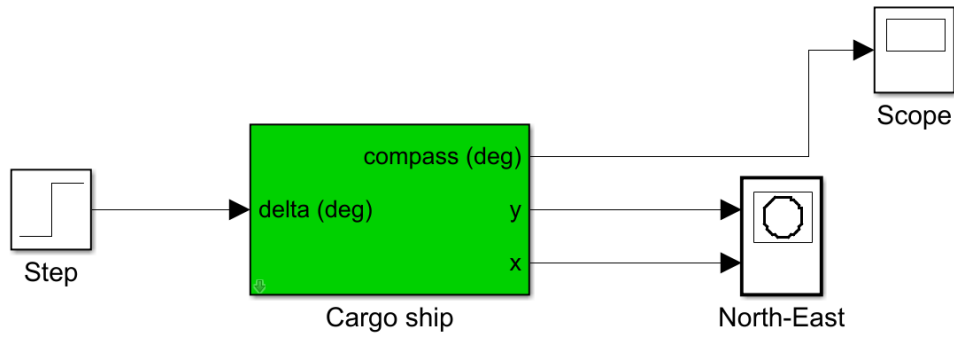 Scope
compass (deg)
delta (deg)
y
x
Step
Cargo ship
North-East